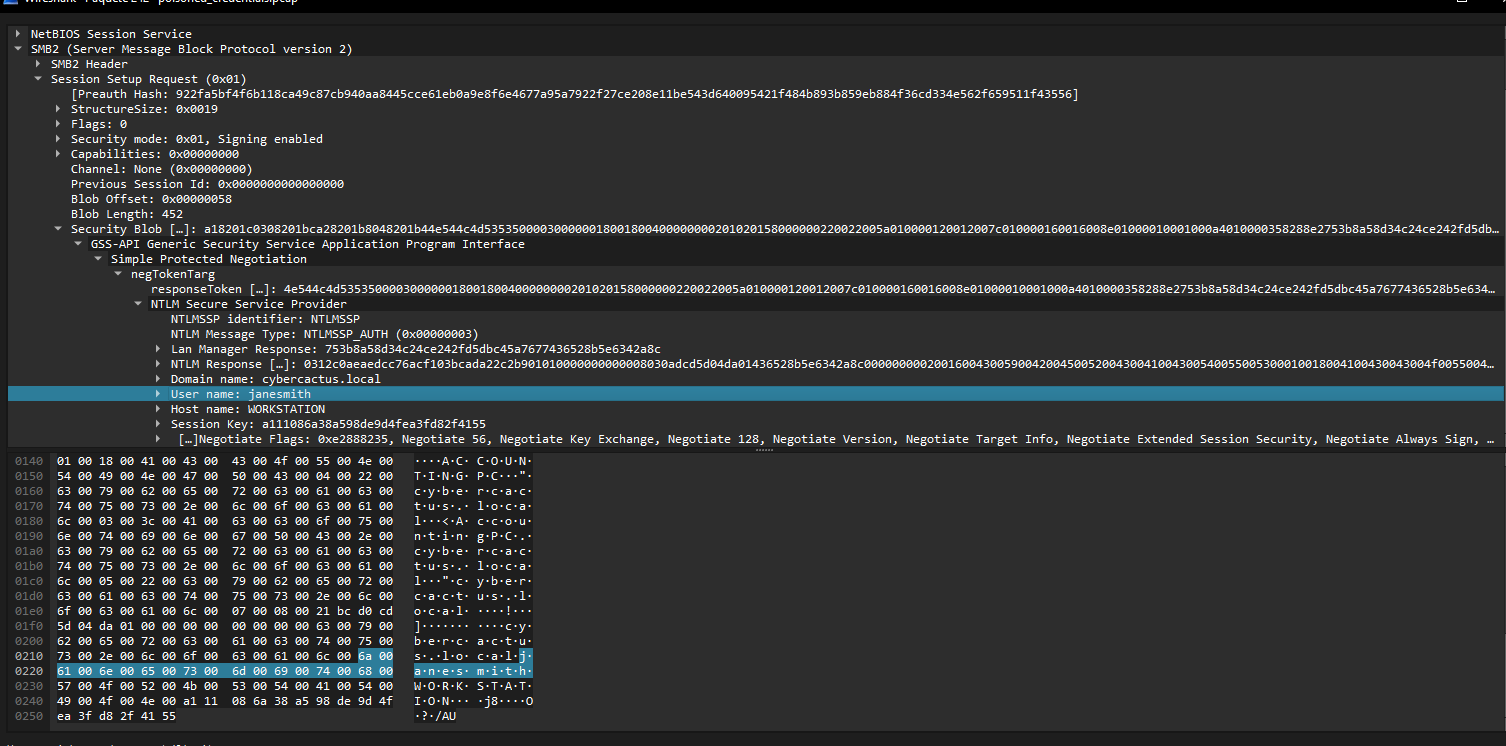 Wireshark · Paquete 242 · poisoned_credentials.pcap
NetBIOS Session Service
SMB2 (Server Message Block Protocol version 2)
SMB2 Header
Session Setup Request (0x01)
[Preauth Hash: 922fa5bf4f6b118ca49c87cb940aa8445cce61eb0a9e8f6e4677a95a7922f27ce208e11be543d640095421f484b893b859eb884f36cd334e562f659511f43556]
StructureSize: 0x0019
Flags: 0
Security mode: 0x01, Signing enabled
Capabilities: 0x00000000
Channel: None (0x00000000)
Previous Session Id: 0x0000000000000000
Blob Offset: 0x00000058
Blob Length: 452
Security Blob […]: a18201c0308201bca28201b8048201b44e544c4d535350000300000018001800400000000201020158000000220022005a010000120012007c010000160016008e01000010001000a4010000358288e2753b8a58d34c24ce242fd5db…
GSS-API Generic Security Service Application Program Interface
Simple Protected Negotiation
negTokenTarg
responseToken […]: 4e544c4d5353500003000000180018004000000002010201580000002200220005a010000120012007c010000160016008e01000010001000a4010000358288e2753b8a58d34c24ce242fd5dbc45a7677436528b5e634…
NTLM Secure Service Provider
NTLMSSP identifier: NTLMSSP
NTLM Message Type: NTLMSSP_AUTH (0x00000003)
Lan Manager Response: 753b8a58d34c24ce242fd5dbc45a7677436528b5e6342a8c
NTLM Response […]: 0312c0aeaedcc76acf103bcada22c2b90101000000000000008030adcd5d04da01436528b5e6342a8c0000000002001600430059004200450052004300410043005400550053000100180041004300430​04f0055004…
Domain name: cybercactus.local
User name: janesmith
Host name: WORKSTATION
Session Key: a111086a38a598de9d4fea3fd82f4155
[…]Negotiate Flags: 0xe2888235, Negotiate 56, Negotiate Key Exchange, Negotiate 128, Negotiate Version, Negotiate Target Info, Negotiate Extended Session Security, Negotiate Always Sign, …
0140 01 00 18 00 41 00 43 00 43 00 4f 00 55 00 4e 00 ····A·C· C·O·U·N·
0150 54 00 49 00 4e 00 47 00 50 00 43 00 04 00 22 00 T·I·N·G· P·C···"·
0160 63 00 79 00 62 00 65 00 72 00 63 00 61 00 63 00 c·y·b·e· r·c·a·c·
0170 74 00 75 00 73 00 2e 00 6c 00 6f 00 63 00 61 00 t·u·s·.· l·o·c·a·
0180 6c 00 03 00 3c 00 41 00 63 00 63 00 6f 00 75 00 l···<·A· c·c·o·u·
0190 6e 00 74 00 69 00 6e 00 67 00 50 00 43 00 2e 00 n·t·i·n· g·P·C·.·
01a0 63 00 79 00 62 00 65 00 72 00 63 00 61 00 63 00 c·y·b·e· r·c·a·c·
01b0 74 00 75 00 73 00 2e 00 6c 00 6f 00 63 00 61 00 t·u·s·.· l·o·c·a·
01c0 6c 00 05 00 22 00 63 00 79 00 62 00 65 00 72 00 l···"·c· y·b·e·r·
01d0 63 00 61 00 63 00 74 00 75 00 73 00 2e 00 6c 00 c·a·c·t· u·s·.·l·
01e0 6f 00 63 00 61 00 6c 00 07 00 08 00 21 bc d0 cd o·c·a·l· ····!···
01f0 5d 04 da 01 00 00 00 00 00 00 00 00 63 00 79 00 ]······· ····c·y·
0200 62 00 65 00 72 00 63 00 61 00 63 00 74 00 75 00 b·e·r·c· a·c·t·u·
0210 73 00 2e 00 6c 00 6f 00 63 00 61 00 6c 00 6a 00 s·.·l·o· c·a·l·j·
0220 61 00 6e 00 65 00 73 00 6d 00 69 00 74 00 68 00 a·n·e·s· m·i·t·h·
0230 57 00 4f 00 52 00 4b 00 53 00 54 00 41 00 54 00 W·O·R·K· S·T·A·T·
0240 49 00 4f 00 4e 00 a1 11 08 6a 38 a5 98 de 9d 4f I·O·N··· ·j8····O
0250 ea 3f d8 2f 41 55 ·?·/AU